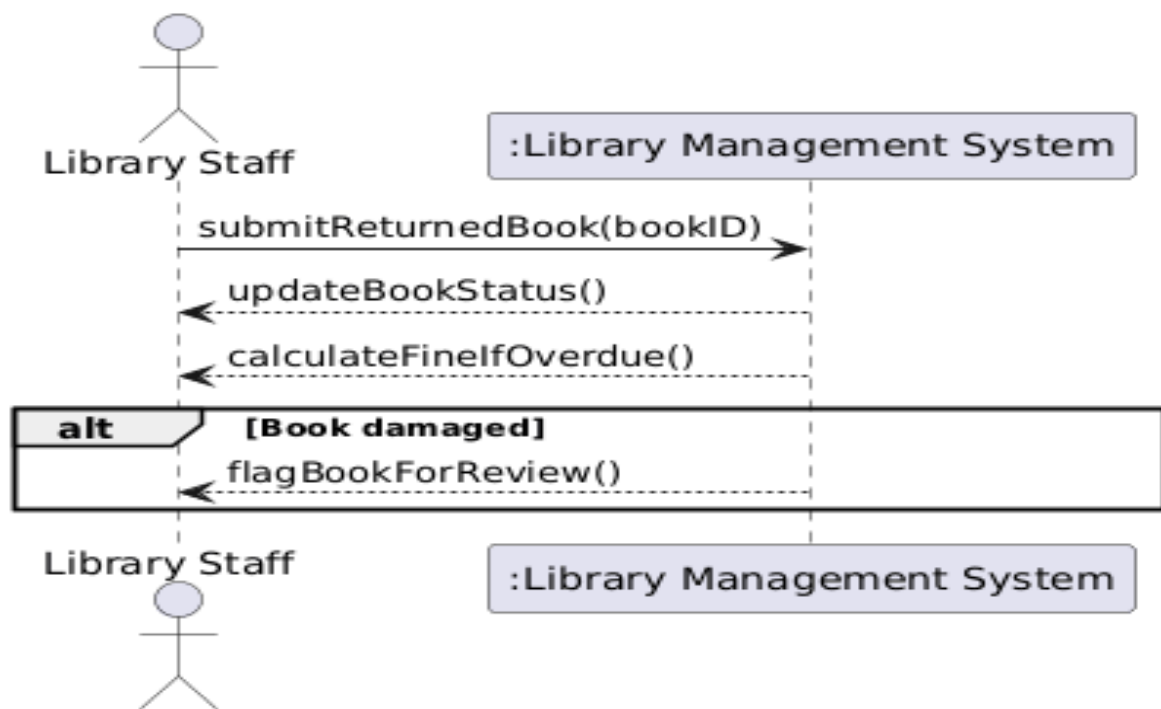 Library Staff
:Library Management System
submitReturnedBook(bookID)
updateBookStatus()
calculateFineIfOverdue()
alt
[Book damaged]
flagBookForReview()
Library Staff
:Library Management System